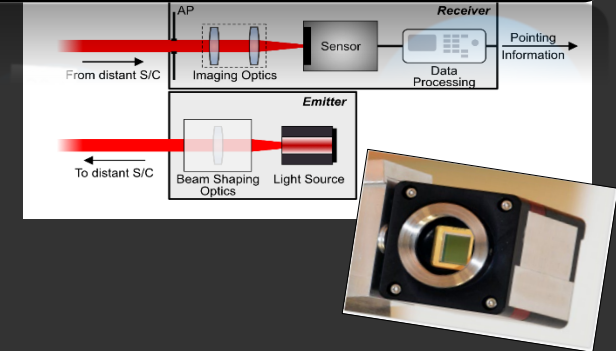 AP
Receiver
Sensor
Pointing
Information
From distant S/C
Imaging Optics
Data
Processing
Emitter
To distant S/C
Beam Shaping
Optics
Light Source